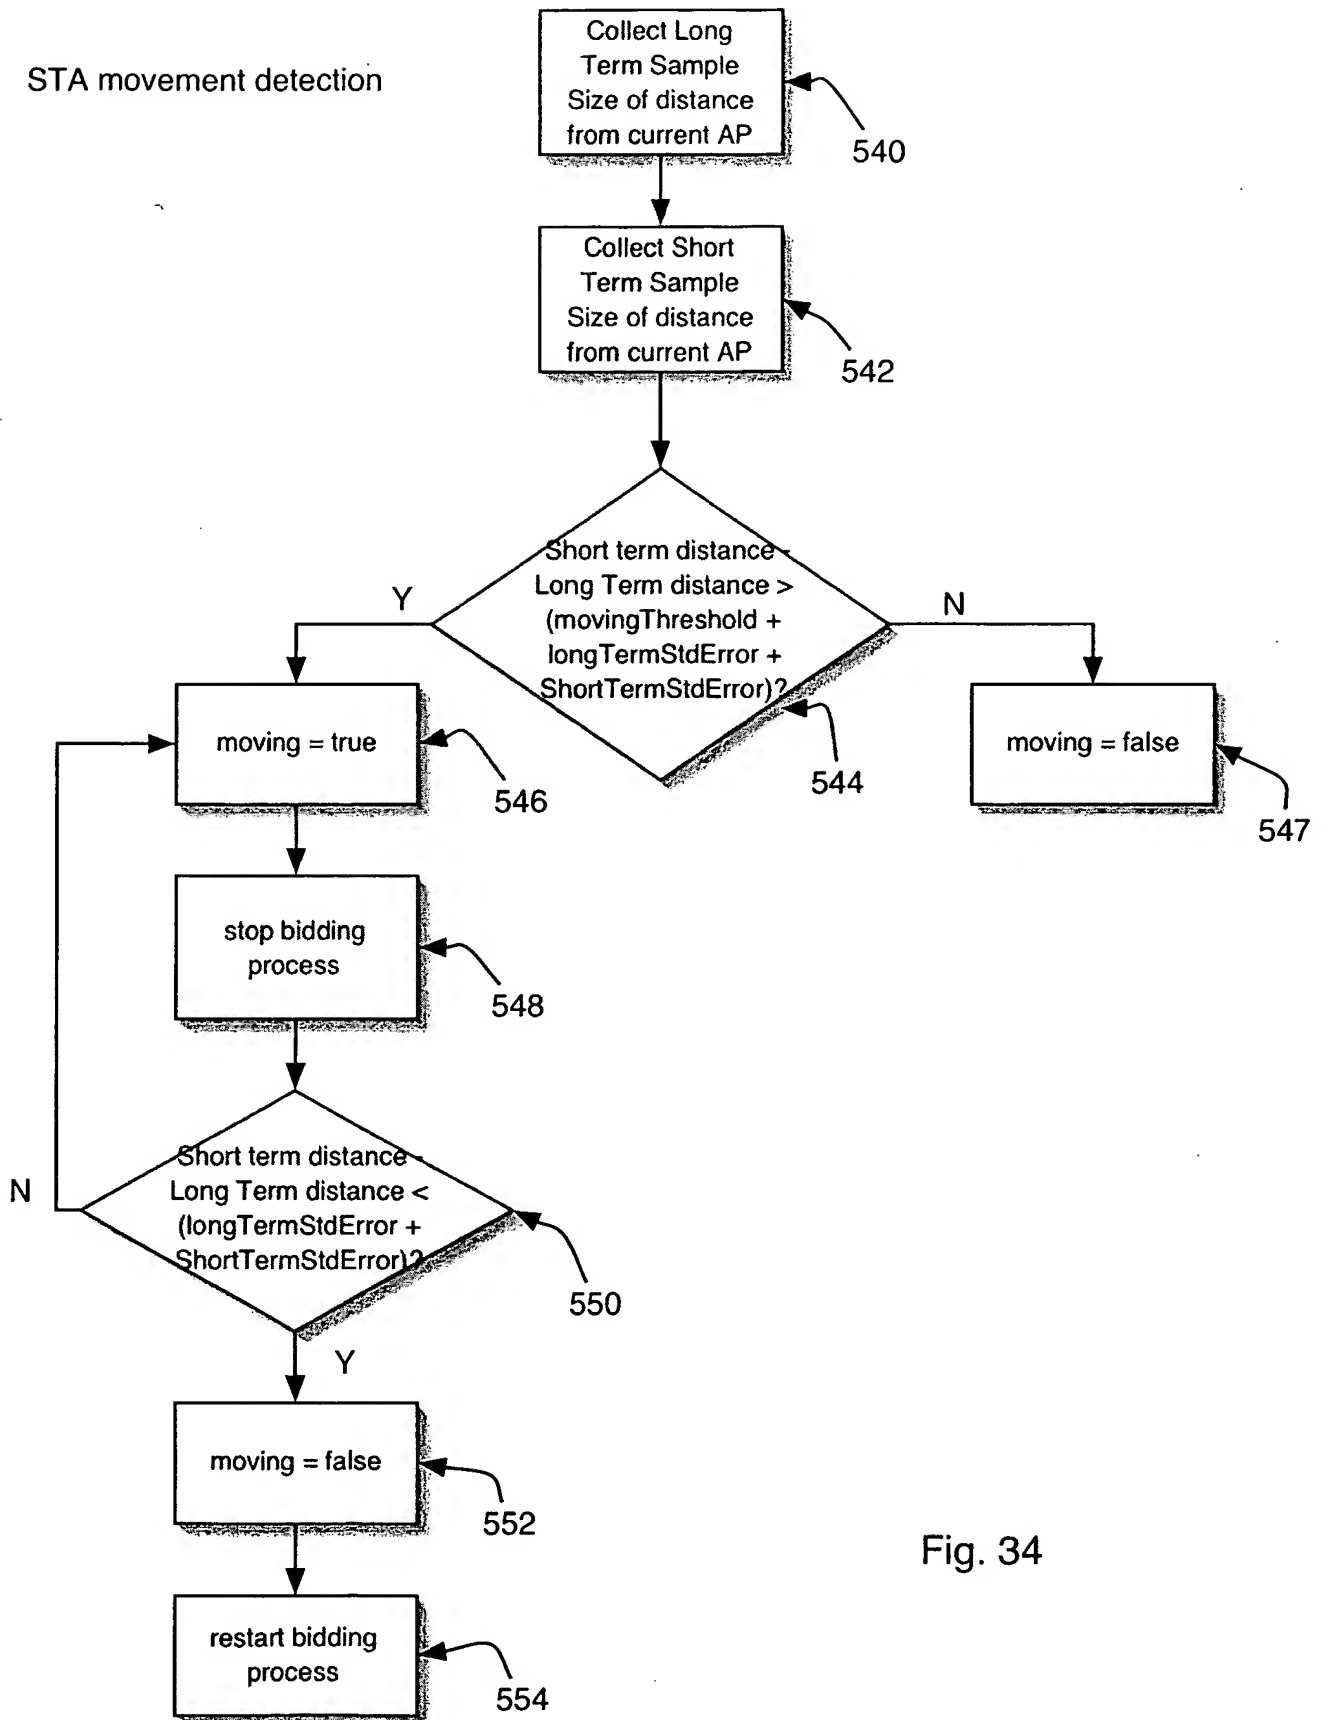 STA movement detection
Collect Long
Term Sample
Size of distance
from current AP
540
Collect Short
Term Sample
Size of distance
from current AP
542
Short term distance -
Long Term distance >
(movingThreshold +
longTermStdError +
ShortTermStdError)?
544
Y
N
moving = true
546
moving = false
547
stop bidding
process
548
Short term distance -
Long Term distance <
(longTermStdError +
ShortTermStdError)?
550
N
Y
moving = false
552
restart bidding
process
554
Fig. 34